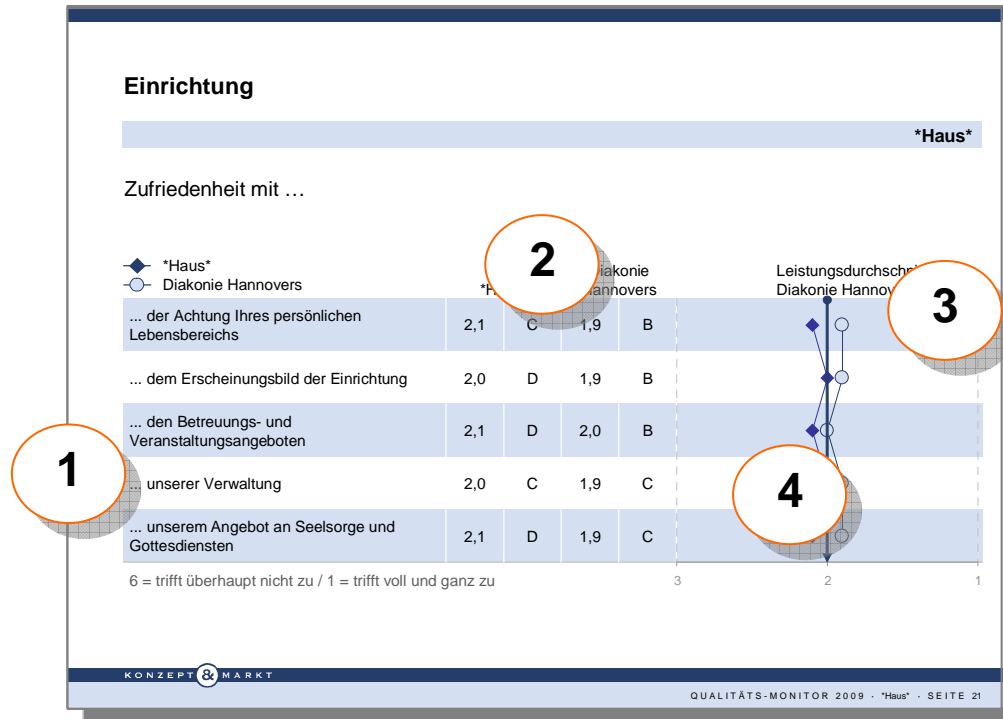 Einrichtung
*Haus*
Zufriedenheit mit …
*Haus*
Diakonie Hannovers
2
Leistungsdurchschn
Diakonie Hannov
3
... der Achtung Ihres persönlichen
Lebensbereichs
2,1 C 1,9 B
... dem Erscheinungsbild der Einrichtung 2,0 D 1,9 B
... den Betreuungs- und
Veranstaltungsangeboten
2,1 D 2,0 B
1
... unserer Verwaltung 2,0 C 1,9 C
4
... unserem Angebot an Seelsorge und
Gottesdiensten
2,1 D 1,9 C
6 = trifft überhaupt nicht zu / 1 = trifft voll und ganz zu
3 2 1
KONZEPT & MARKT
QUALITÄTS-MONITOR 2009 · *Haus* · SEITE 21